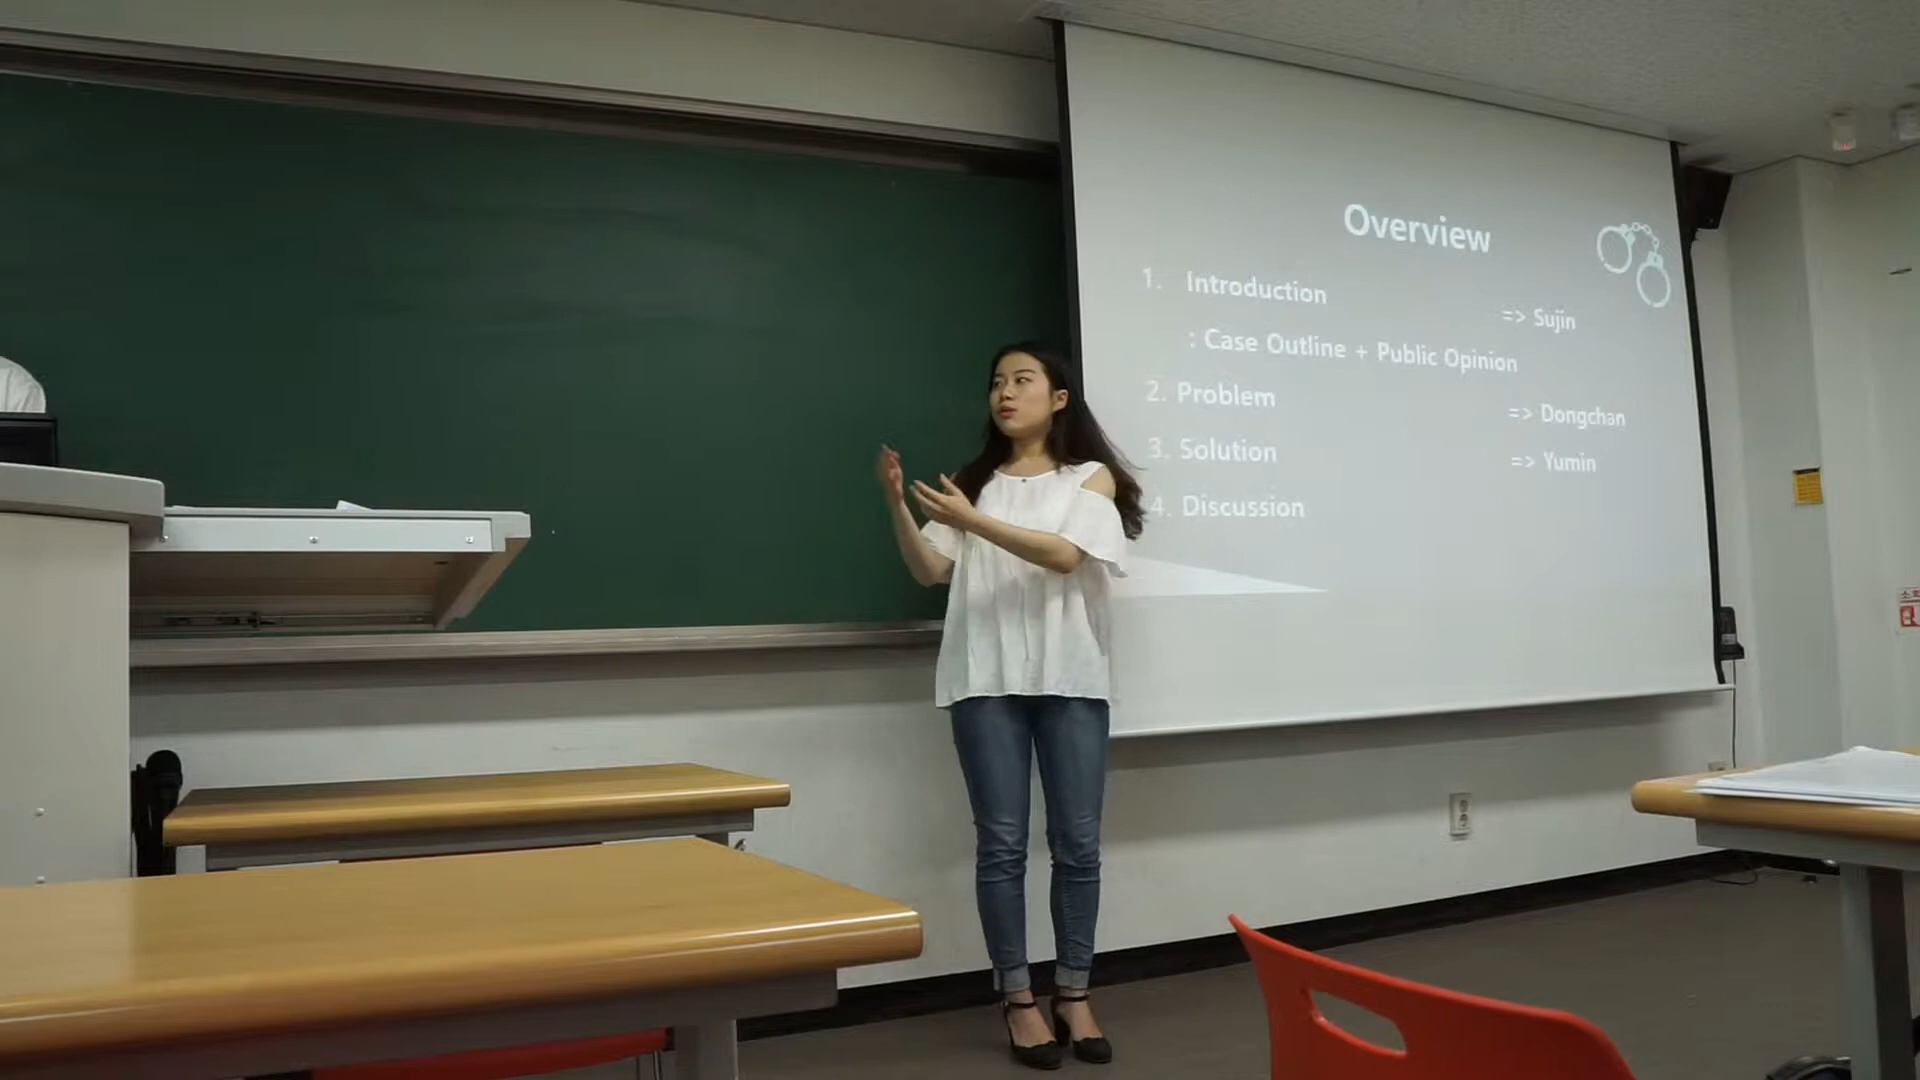 Overview
1. Introduction
=> Sujin
: Case Outline + Public Opinion
2. Problem
=> Dongchan
3. Solution
=> Yumin
4. Discussion